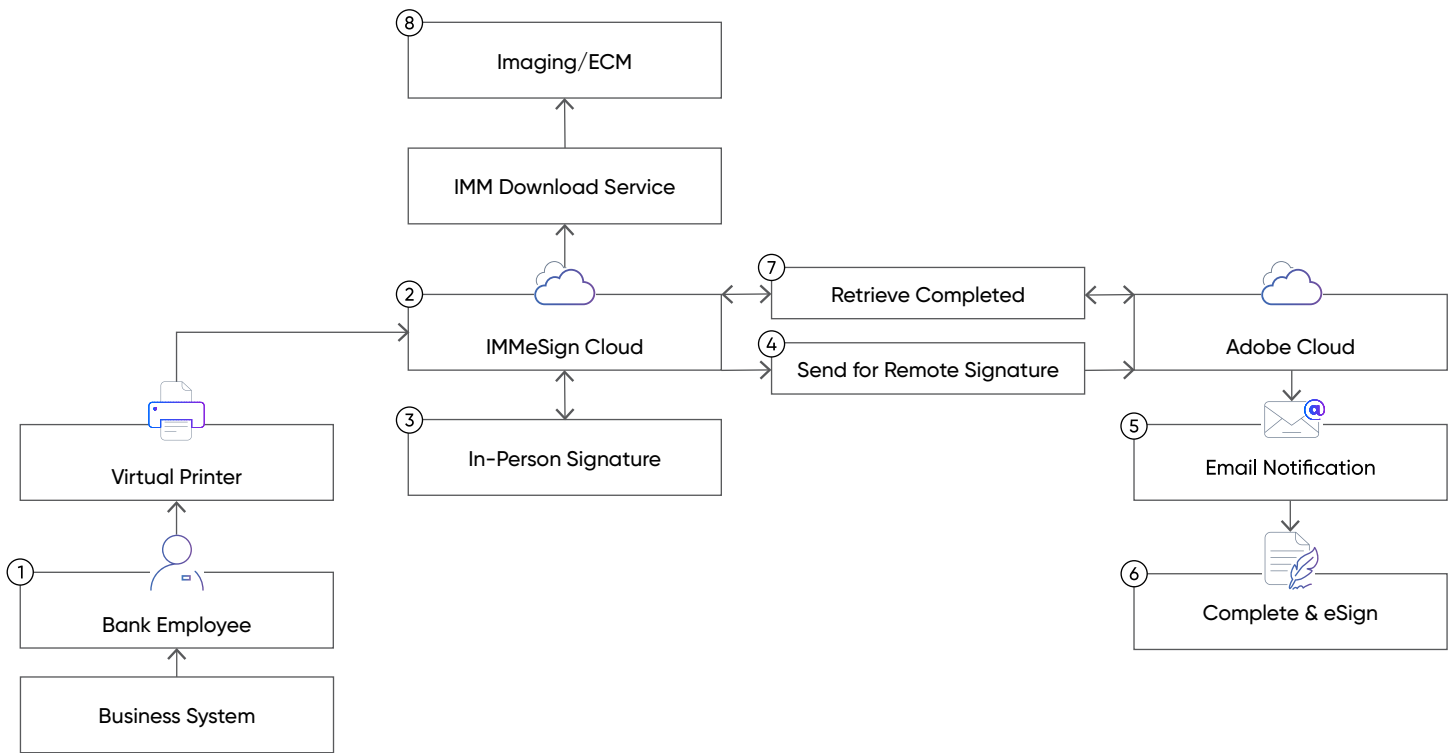 8
Imaging/ECM
IMM Download Service
2
IMMeSign Cloud
7
Retrieve Completed
4
Send for Remote Signature
Adobe Cloud
3
In-Person Signature
@
5
Email Notification
Virtual Printer
1
Bank Employee
6
Complete & eSign
Business System